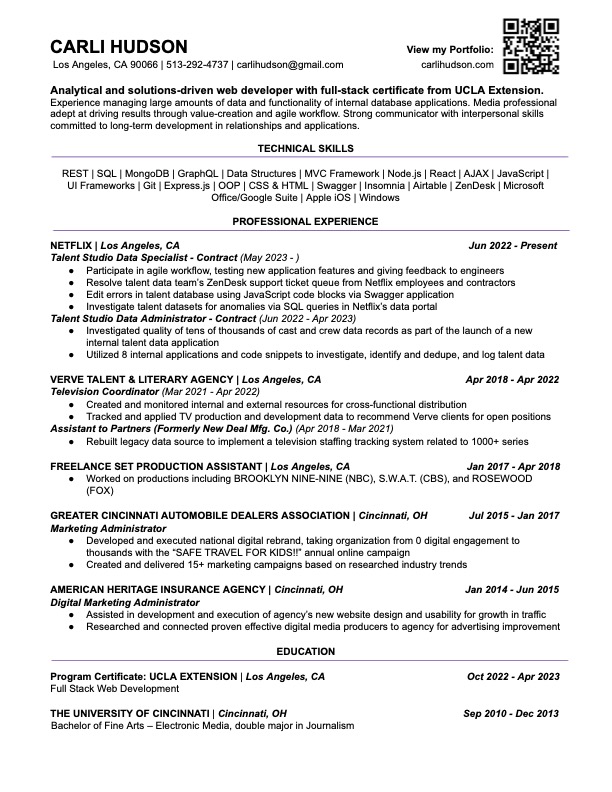 CARLI HUDSON
Los Angeles, CA 90066 | 513-292-4737 | carlihudson@gmail.com
View my Portfolio:
carlihudson.com
Analytical and solutions-driven web developer with full-stack certificate from UCLA Extension.
Experience managing large amounts of data and functionality of internal database applications. Media professional
adept at driving results through value-creation and agile workflow. Strong communicator with interpersonal skills
committed to long-term development in relationships and applications.
TECHNICAL SKILLS
REST | SQL | MongoDB | GraphQL | Data Structures | MVC Framework | Node.js | React | AJAX | JavaScript |
UI Frameworks | Git | Express.js | OOP | CSS & HTML | Swagger | Insomnia | Airtable | ZenDesk | Microsoft
Office/Google Suite | Apple iOS | Windows
PROFESSIONAL EXPERIENCE
NETFLIX | Los Angeles, CA Jun 2022 - Present
Talent Studio Data Specialist - Contract (May 2023 - )
● Participate in agile workflow, testing new application features and giving feedback to engineers
● Resolve talent data team's ZenDesk support ticket queue from Netflix employees and contractors
● Edit errors in talent database using JavaScript code blocks via Swagger application
● Investigate talent datasets for anomalies via SQL queries in Netflix's data portal
Talent Studio Data Administrator - Contract (Jun 2022 - Apr 2023)
● Investigated quality of tens of thousands of cast and crew data records as part of the launch of a new
internal talent data application
● Utilized 8 internal applications and code snippets to investigate, identify and dedupe, and log talent data
VERVE TALENT & LITERARY AGENCY | Los Angeles, CA Apr 2018 - Apr 2022
Television Coordinator (Mar 2021 - Apr 2022)
● Created and monitored internal and external resources for cross-functional distribution
● Tracked and applied TV production and development data to recommend Verve clients for open positions
Assistant to Partners (Formerly New Deal Mfg. Co.) (Apr 2018 - Mar 2021)
● Rebuilt legacy data source to implement a television staffing tracking system related to 1000+ series
FREELANCE SET PRODUCTION ASSISTANT | Los Angeles, CA Jan 2017 - Apr 2018
● Worked on productions including BROOKLYN NINE-NINE (NBC), S.W.A.T. (CBS), and ROSEWOOD
(FOX)
GREATER CINCINNATI AUTOMOBILE DEALERS ASSOCIATION | Cincinnati, OH Jul 2015 - Jan 2017
Marketing Administrator
● Developed and executed national digital rebrand, taking organization from 0 digital engagement to
thousands with the “SAFE TRAVEL FOR KIDS!!” annual online campaign
● Created and delivered 15+ marketing campaigns based on researched industry trends
AMERICAN HERITAGE INSURANCE AGENCY | Cincinnati, OH Jan 2014 - Jun 2015
Digital Marketing Administrator
● Assisted in development and execution of agency's new website design and usability for growth in traffic
● Researched and connected proven effective digital media producers to agency for advertising improvement
EDUCATION
Program Certificate: UCLA EXTENSION | Los Angeles, CA Oct 2022 - Apr 2023
Full Stack Web Development
THE UNIVERSITY OF CINCINNATI | Cincinnati, OH Sep 2010 - Dec 2013
Bachelor of Fine Arts – Electronic Media, double major in Journalism